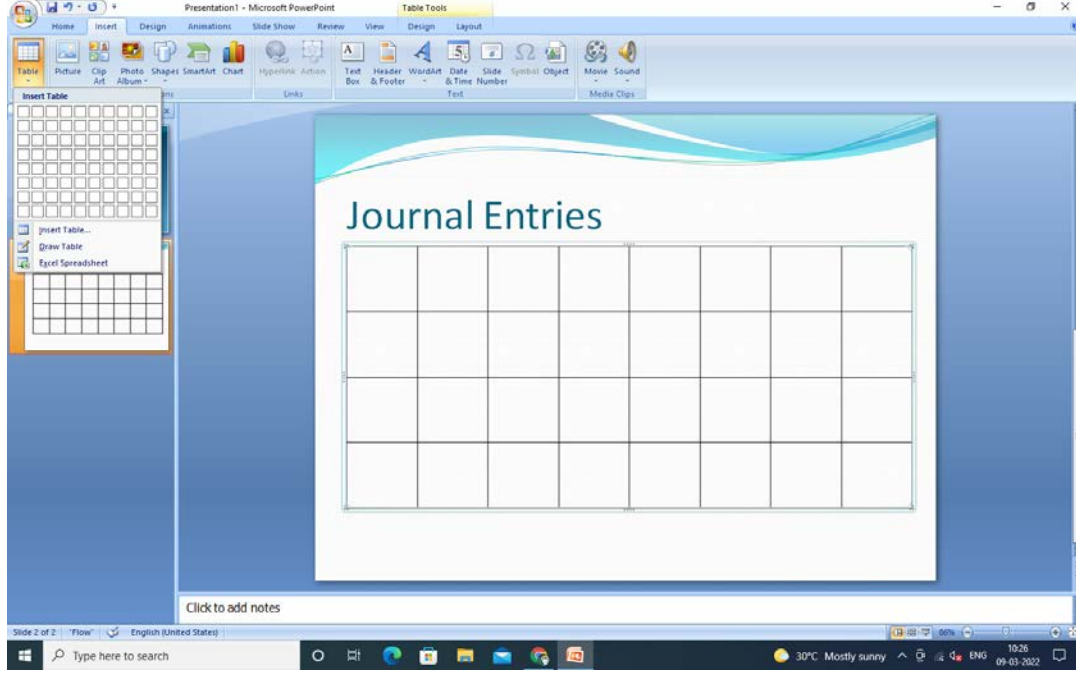 Presentation1 - Microsoft PowerPoint Table Tools
Home Insert Design Animations Slide Show Review View Design Layout
Table Picture Clip Art Photo Album Shapes SmartArt Chart Hyperlink Action Text Box Header & Footer WordArt Date & Time Slide Number Symbol Object Movie Sound
Links Text Media Clips
Insert Table
Insert Table...
Draw Table
Excel Spreadsheet
Journal Entries
Click to add notes
Slide 2 of 2 "Flow" English (United States) 66%
Type here to search 30°C Mostly sunny ENG 10:26
09-03-2022